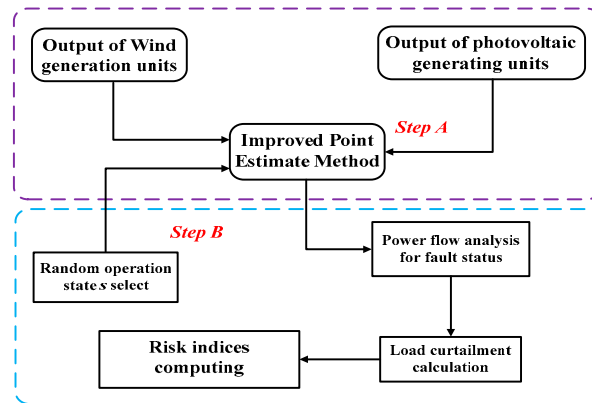 Output of Wind
generation units
Output of photovoltaic
generating units
Step A
Improved Point
Estimate Method
Step B
Random operation
state s select
Power flow analysis
for fault status
Risk indices
computing
Load curtailment
calculation